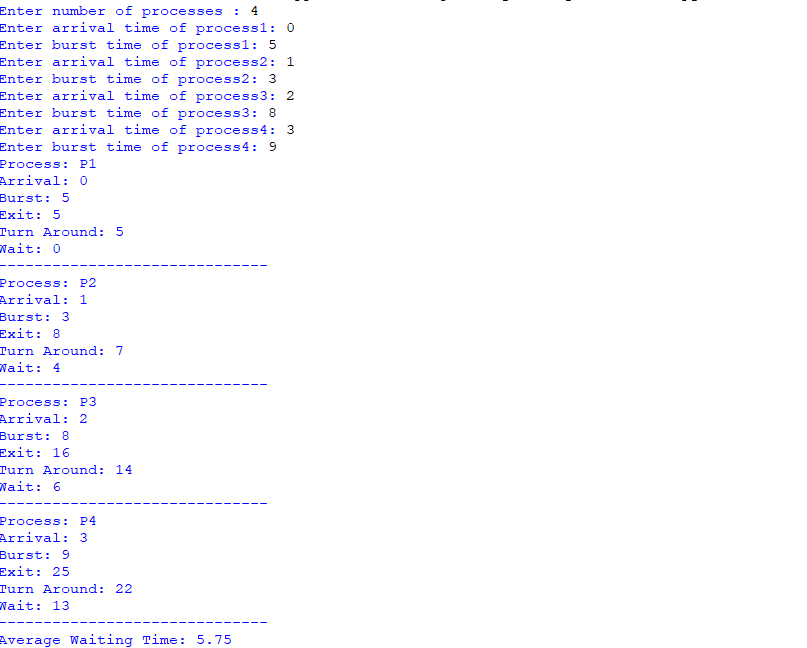 Enter number of processes : 4
Enter arrival time of process1: 0
Enter burst time of process1: 5
Enter arrival time of process2: 1
Enter burst time of process2: 3
Enter arrival time of process3: 2
Enter burst time of process3: 8
Enter arrival time of process4: 3
Enter burst time of process4: 9
Process: P1
Arrival: 0
Burst: 5
Exit: 5
Turn Around: 5
Wait: 0
------------------------------
Process: P2
Arrival: 1
Burst: 3
Exit: 8
Turn Around: 7
Wait: 4
------------------------------
Process: P3
Arrival: 2
Burst: 8
Exit: 16
Turn Around: 14
Wait: 6
------------------------------
Process: P4
Arrival: 3
Burst: 9
Exit: 25
Turn Around: 22
Wait: 13
------------------------------
Average Waiting Time: 5.75